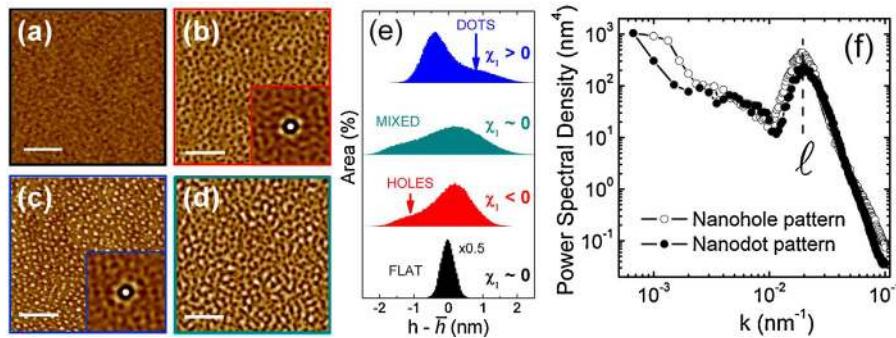 (a)
(b)
(c)
(d)
(e)
DOTS
χ₁ > 0
MIXED
χ₁ ~ 0
HOLES
χ₁ < 0
FLAT
x0.5
χ₁ ~ 0
Area (%)
-2 -1 0 1 2
h - h̅ (nm)
(f)
Power Spectral Density (nm⁴)
10³
10²
10¹
10⁰
10⁻¹
ℓ
Nanohole pattern
Nanodot pattern
10⁻³ 10⁻² 10⁻¹
k (nm⁻¹)